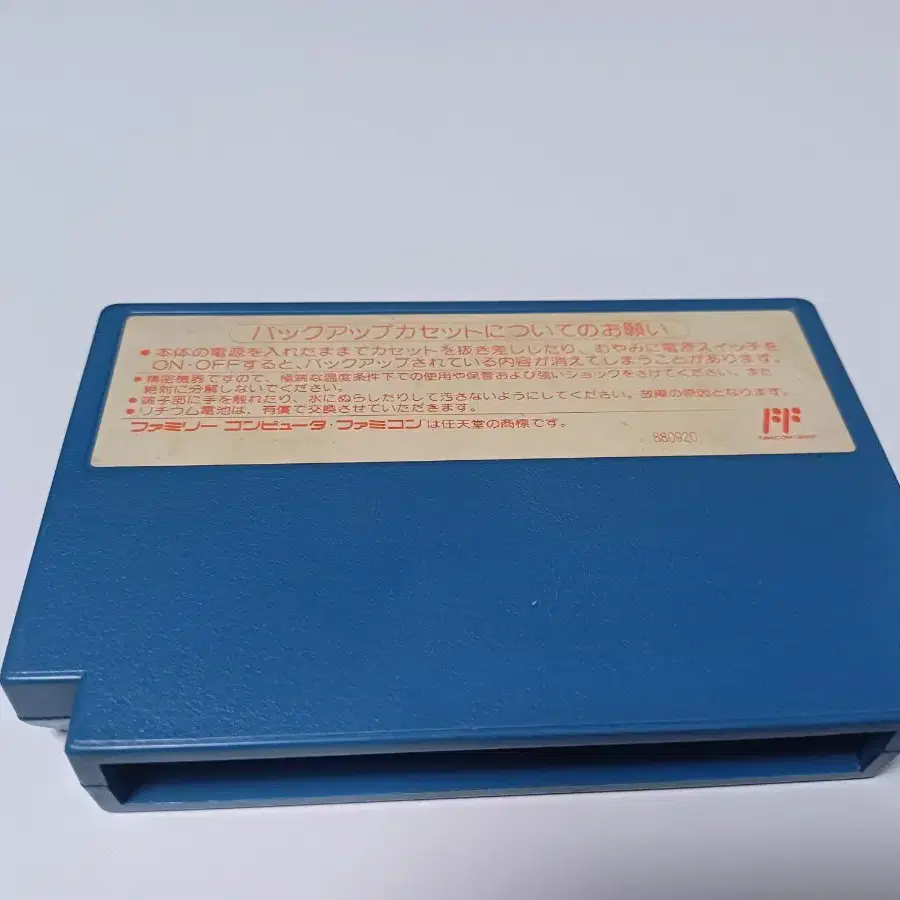 バックアップカセットについてのお願い
●本体の電源を入れたままでカセットを抜き差ししたり、むやみに電源スイッチを
ON・OFFすると、バックアップされている内容が消えてしまうことがあります。
●精密機器ですので、極端な温度条件下での使用や保管および強いショックをさけてください。また
絶対に分解しないでください。
●端子部に手を触れたり、水にぬらしたりして汚さないようにしてください。故障の原因となります。
●リチウム電池は、有償で交換させていただきます。
ファミリー コンピュータ・ファミコンは任天堂の商標です。
880920